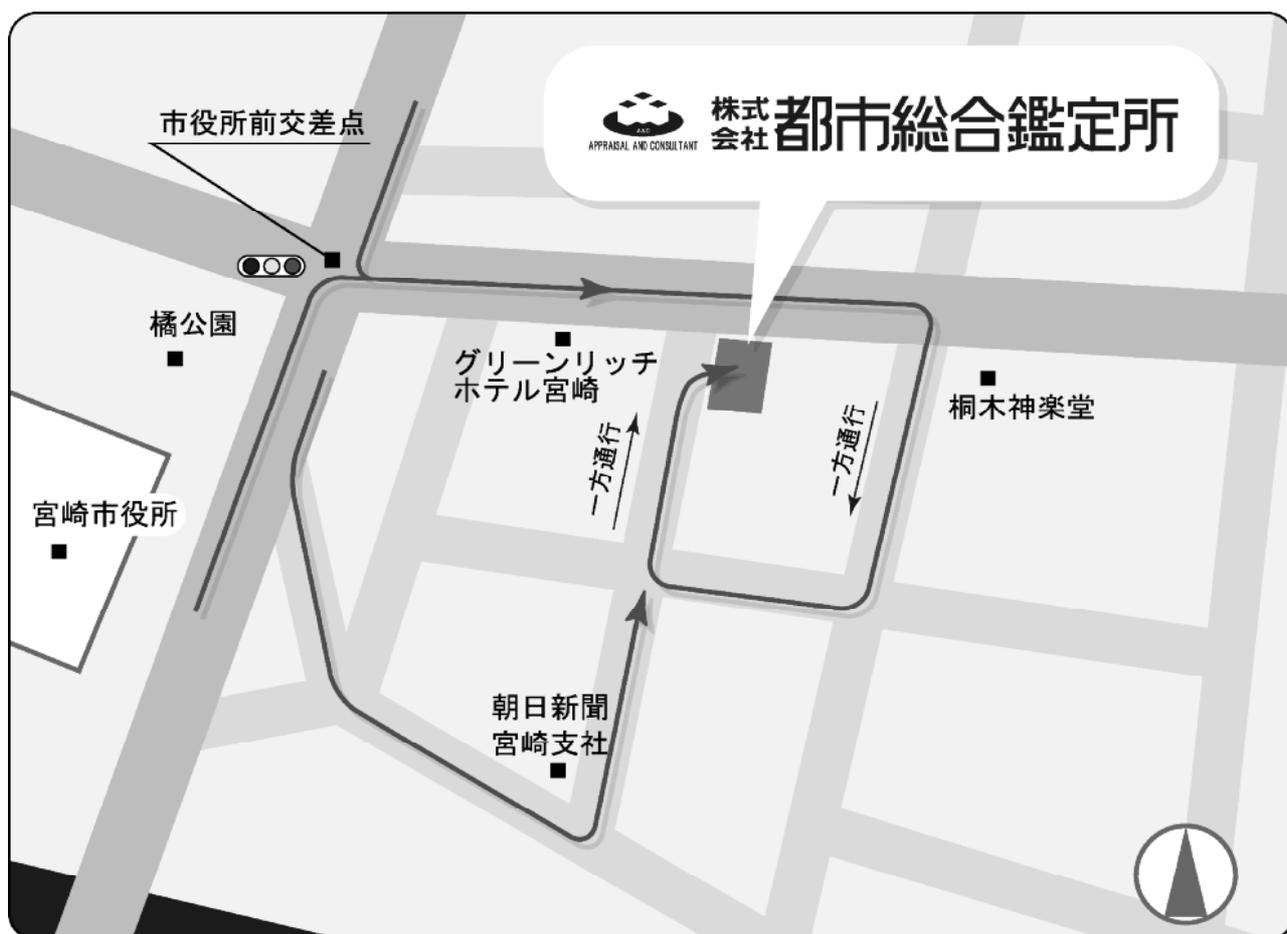 市役所前交差点
AAC
APPRAISAL AND CONSULTANT
株式
会社
都市総合鑑定所
橘公園
グリーンリッチ
ホテル宮崎
桐木神楽堂
一方通行
一方通行
宮崎市役所
朝日新聞
宮崎支社